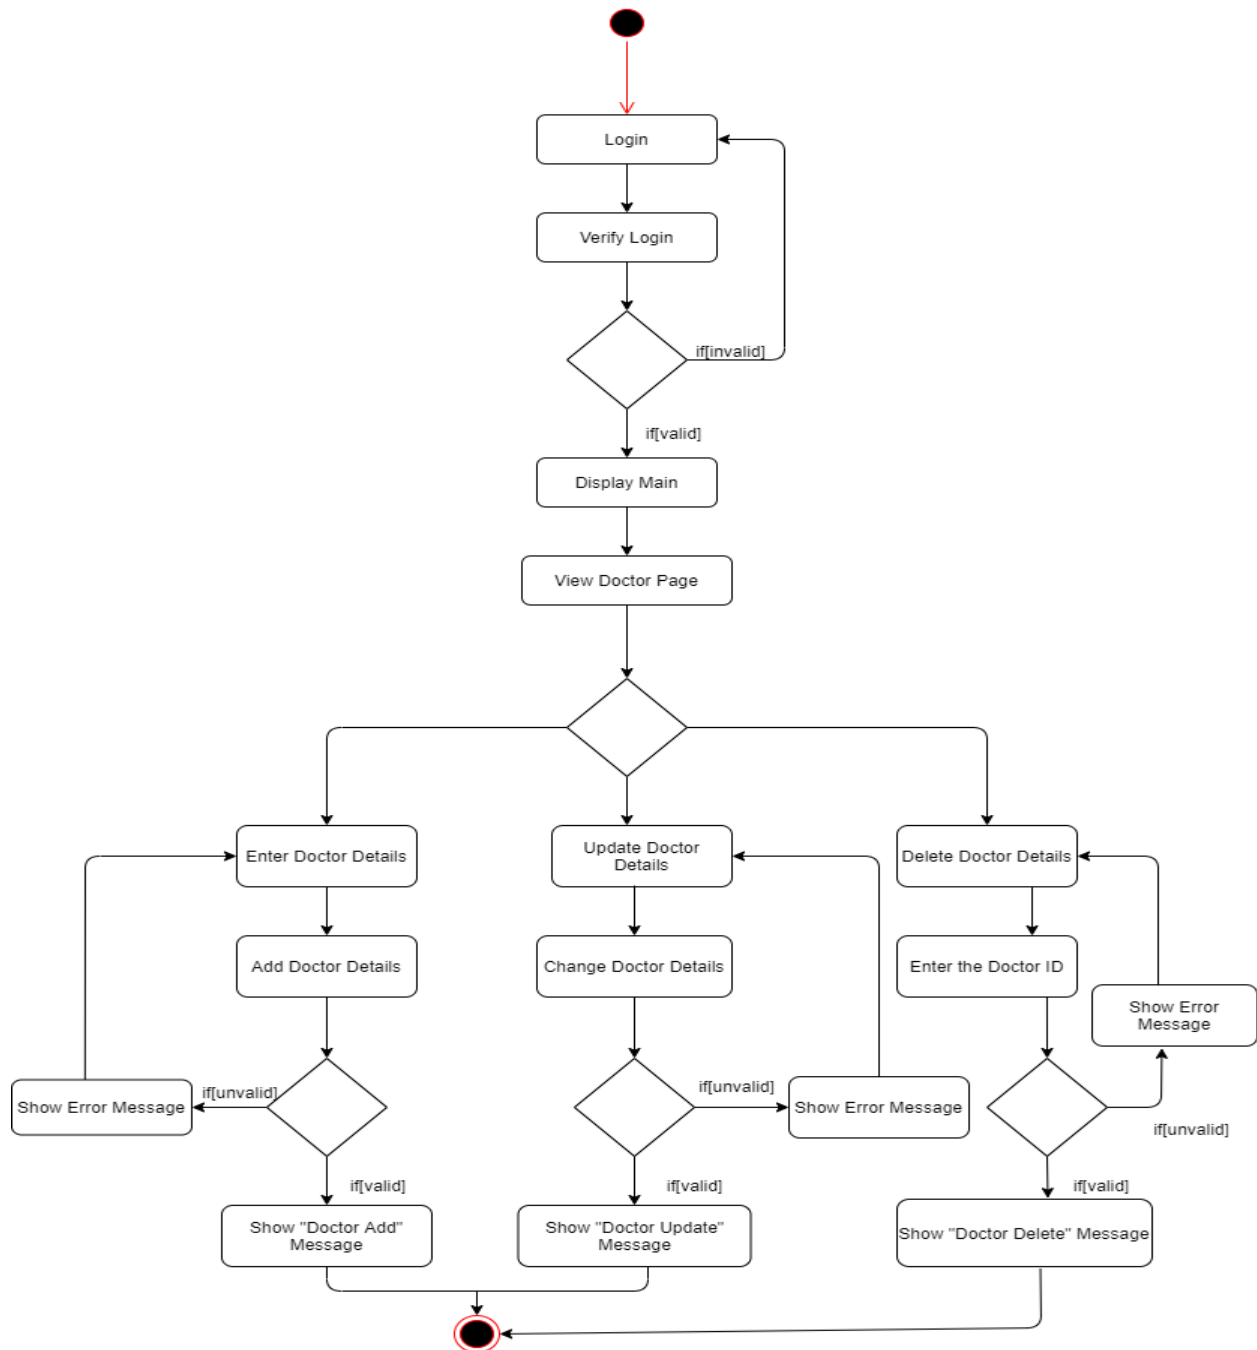 Login
Verify Login
if[invalid]
if[valid]
Display Main
View Doctor Page
Enter Doctor Details
Update Doctor
Details
Delete Doctor Details
Add Doctor Details
Change Doctor Details
Enter the Doctor ID
Show Error
Message
Show Error Message
if[unvalid]
if[unvalid]
Show Error Message
if[unvalid]
if[valid]
if[valid]
if[valid]
Show "Doctor Add"
Message
Show "Doctor Update"
Message
Show "Doctor Delete" Message